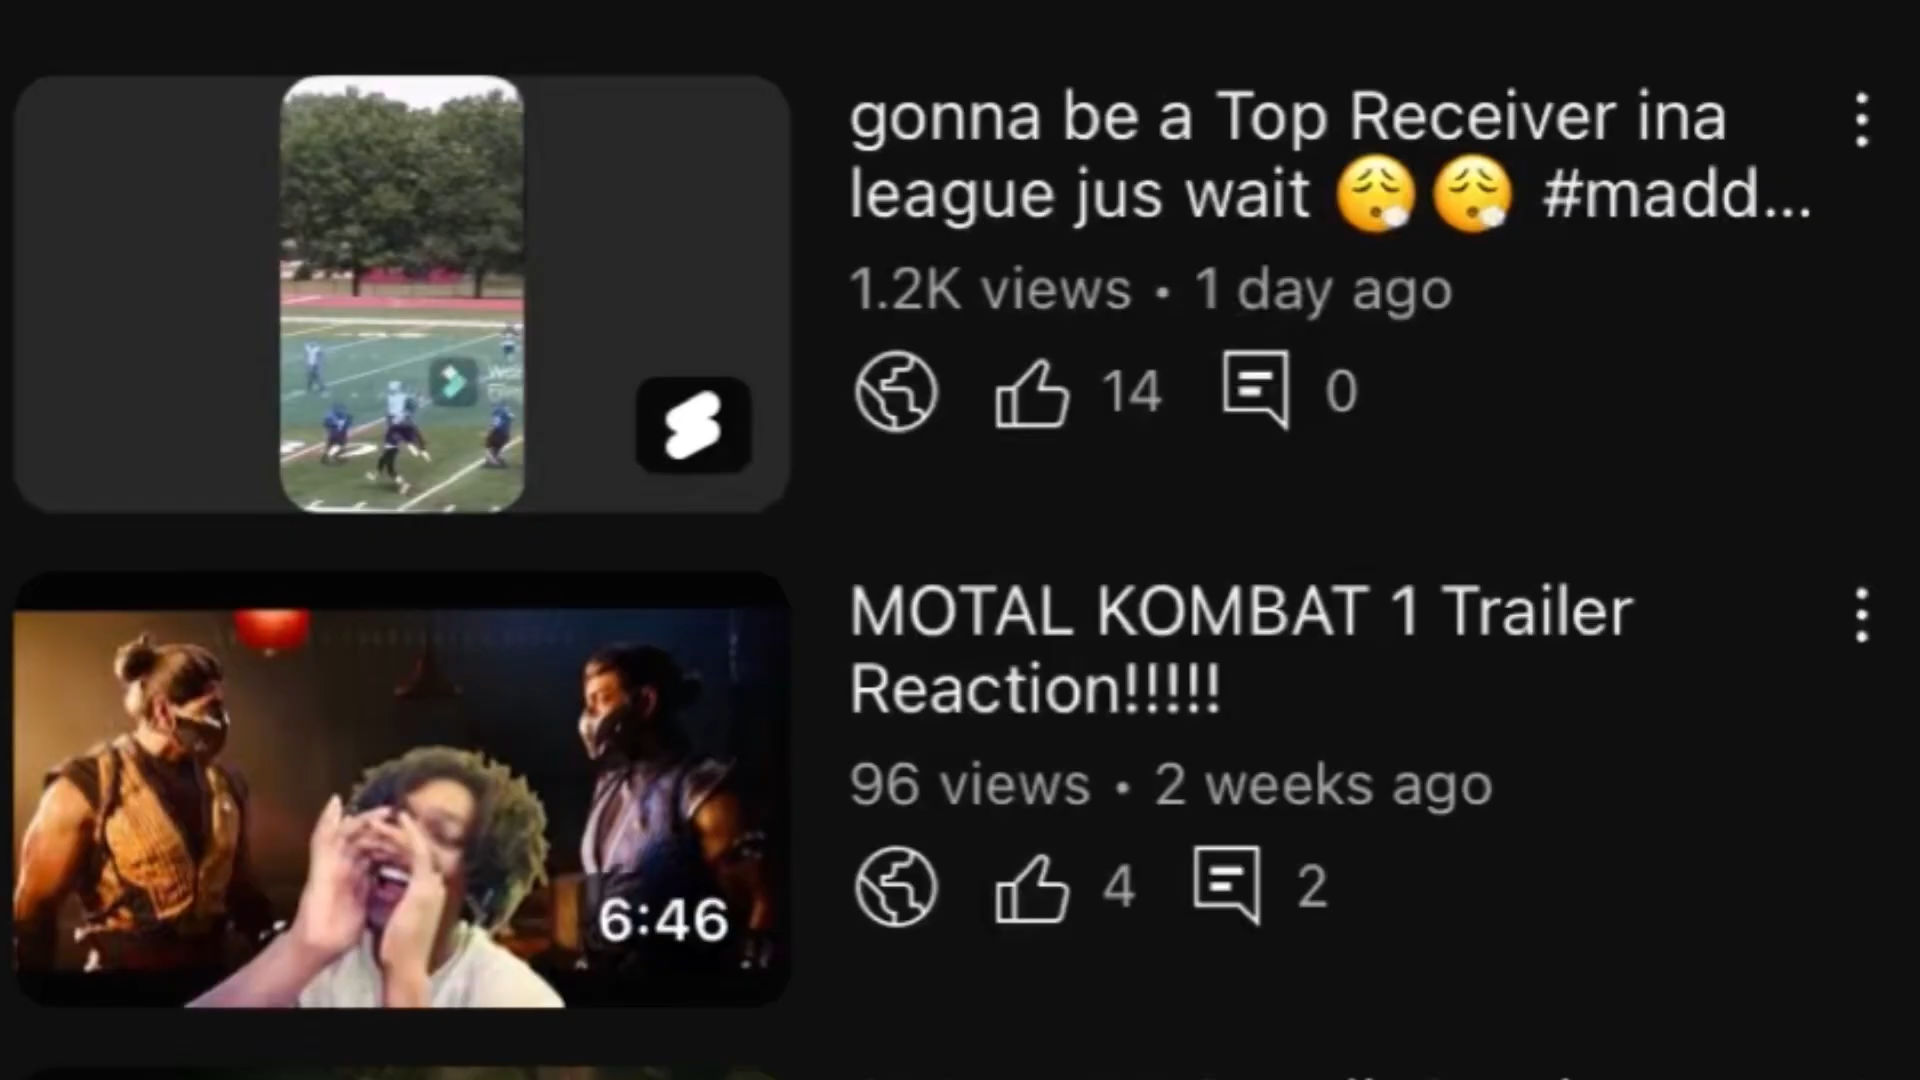 gonna be a Top Receiver ina
league jus wait 😮‍💨😮‍💨 #madd...
1.2K views • 1 day ago
14 0
MOTAL KOMBAT 1 Trailer
Reaction!!!!!
96 views • 2 weeks ago
4 2
6:46